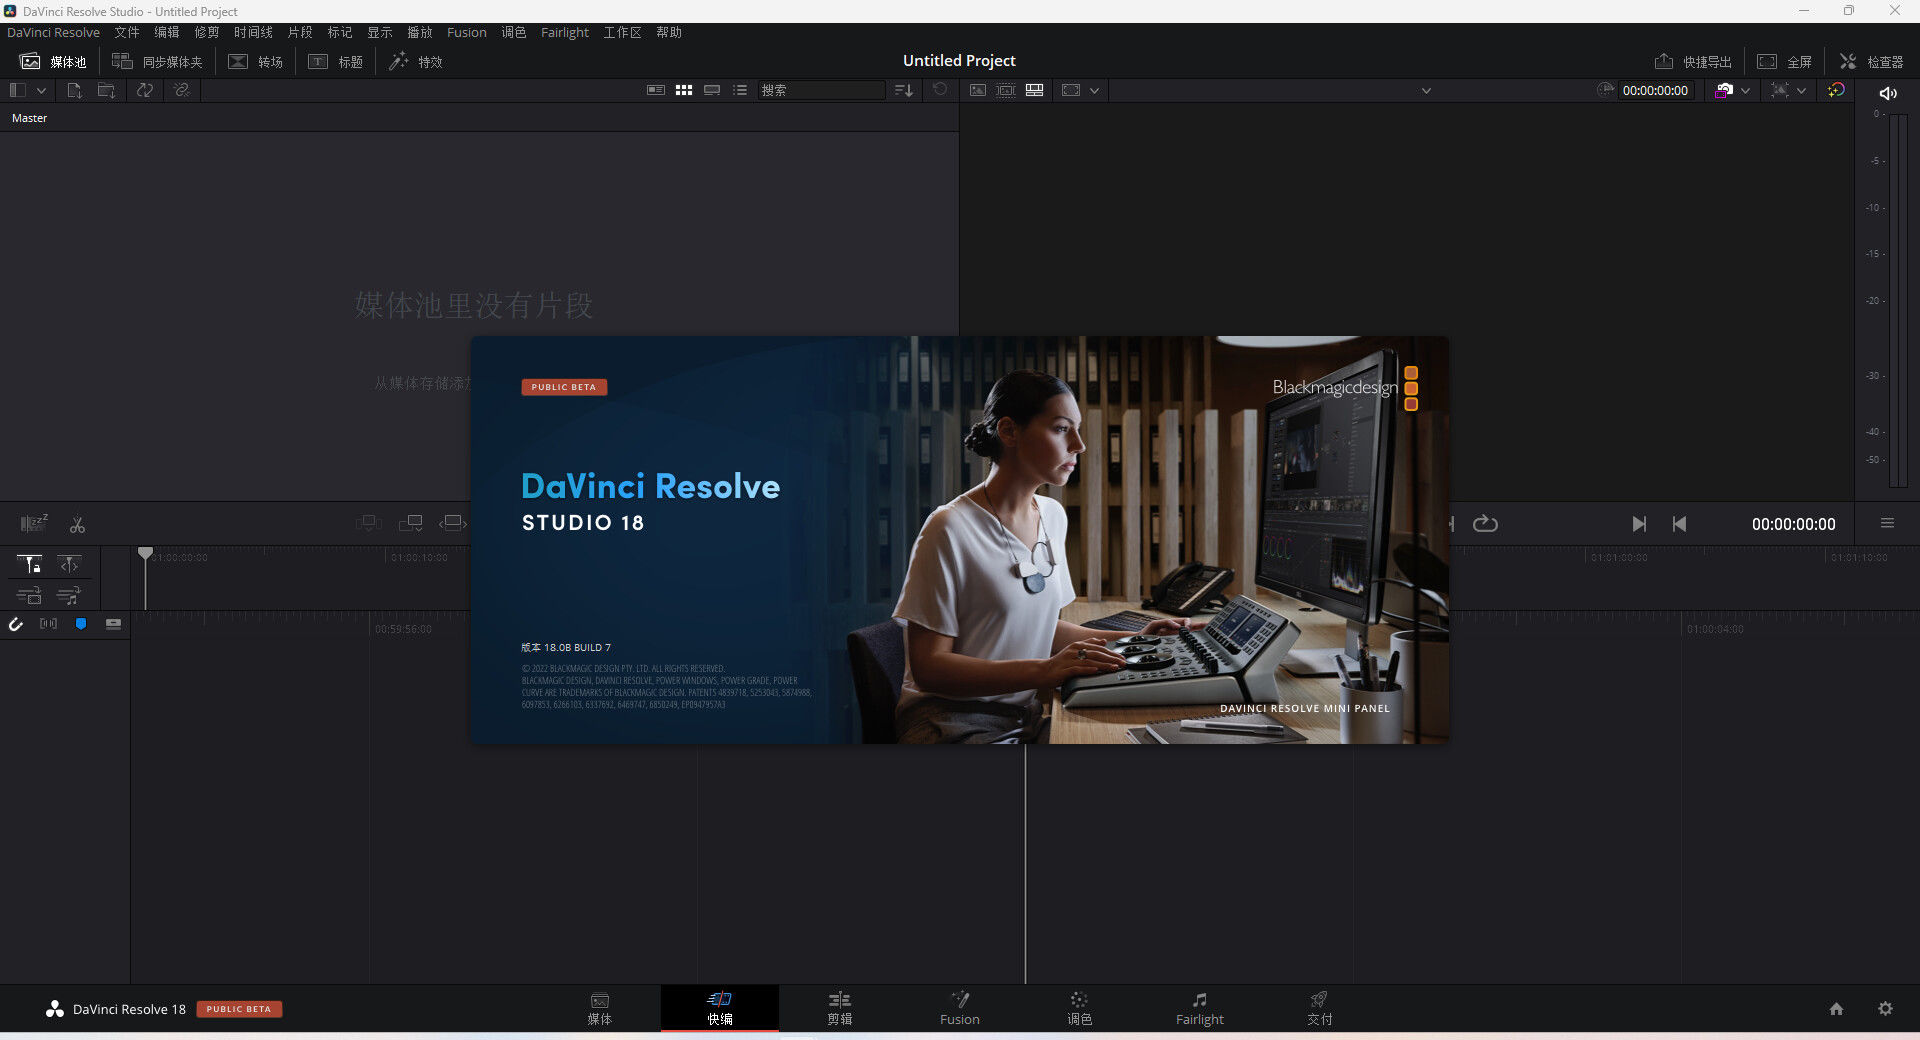 DaVinci Resolve Studio - Untitled Project
DaVinci Resolve 文件 编辑 修剪 时间线 片段 标记 显示 播放 Fusion 调色 Fairlight 工作区 帮助
媒体池 同步媒体夹 转场 标题 特效 Untitled Project 快捷导出 全屏 检查器
搜索 00:00:00:00
Master
0
-5
-10
-15
-20
-30
-40
-50
媒体池里没有片段
从媒体存储添加
PUBLIC BETA
Blackmagicdesign
DaVinci Resolve
STUDIO 18
版本 18.0B BUILD 7
© 2022 BLACKMAGIC DESIGN PTY. LTD. ALL RIGHTS RESERVED.
BLACKMAGIC DESIGN, DAVINCI RESOLVE, POWER WINDOWS, POWER GRADE, POWER
CURVE ARE TRADEMARKS OF BLACKMAGIC DESIGN. PATENTS 4839718, 5253043, 5874988,
6097853, 6266103, 6337692, 6469747, 6850249, EP0947957A3
DAVINCI RESOLVE MINI PANEL
00:00:00:00
01:00:00:00 01:00:10:00 01:01:00:00 01:01:10:00
00:59:56:00 01:00:04:00
DaVinci Resolve 18 PUBLIC BETA
媒体 快编 剪辑 Fusion 调色 Fairlight 交付